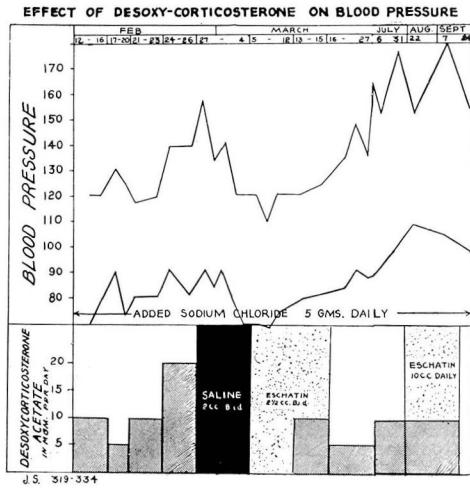 EFFECT OF DESOXY-CORTICOSTERONE ON BLOOD PRESSURE
FEB MARCH JULY AUG. SEPT
12 - 16 17-20 21 - 23 24-26 27 - 4 5 - 12 13 - 15 16 - 27 6 31 22 7
BLOOD PRESSURE
180
170
160
150
140
130
120
110
100
90
80
ADDED SODIUM CHLORIDE 5 GMS. DAILY
DESOXYCORTICOSTERONE
ACETATE
IN MGM. PER DAY
20
15
10
5
SALINE
2CC B.i.d
ESCHATIN
2½CC. B.i.d
ESCHATIN
10CC DAILY
J.S. 319-334